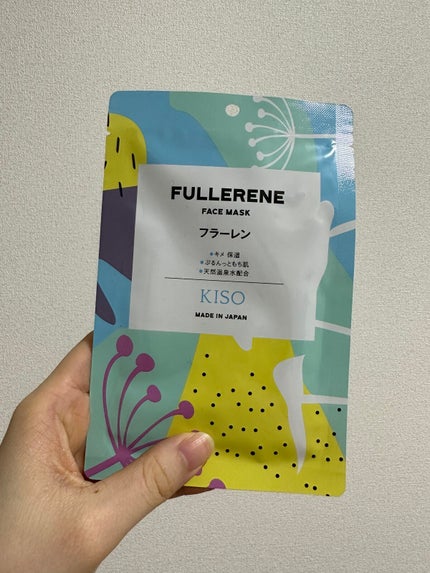 FULLERENE
FACE MASK
フラーレン
*キメ 保湿
*ぷるんっともち肌
*天然温泉水配合
KISO
MADE IN JAPAN